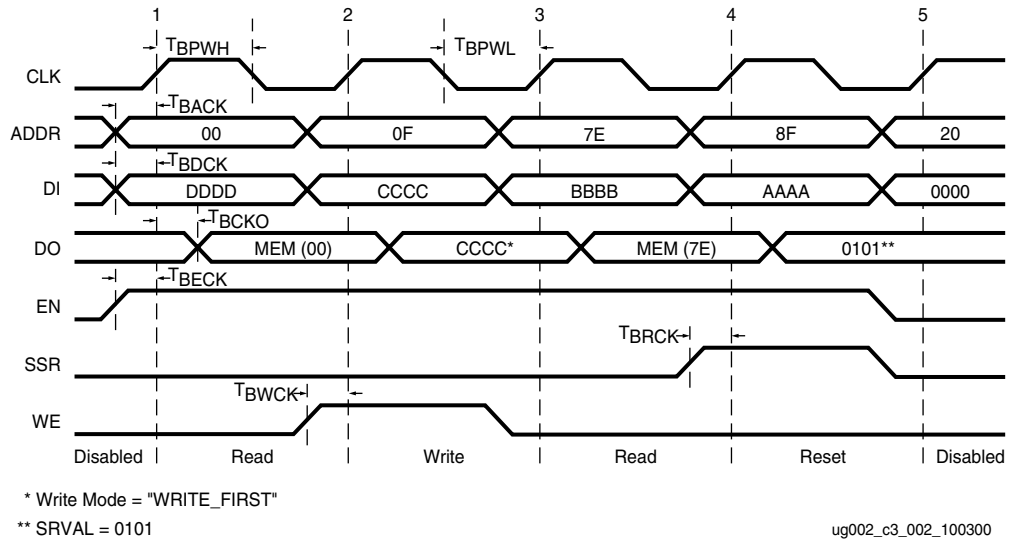 1 2 3 4 5
TBPWH TBPWL
CLK
TBACK
ADDR 00 0F 7E 8F 20
TBDCK
DI DDDD CCCC BBBB AAAA 0000
TBCKO
DO MEM (00) CCCC* MEM (7E) 0101**
TBECK
EN
TBRCK
SSR
TBWCK
WE
Disabled Read Write Read Reset Disabled
* Write Mode = "WRITE_FIRST"
** SRVAL = 0101 ug002_c3_002_100300